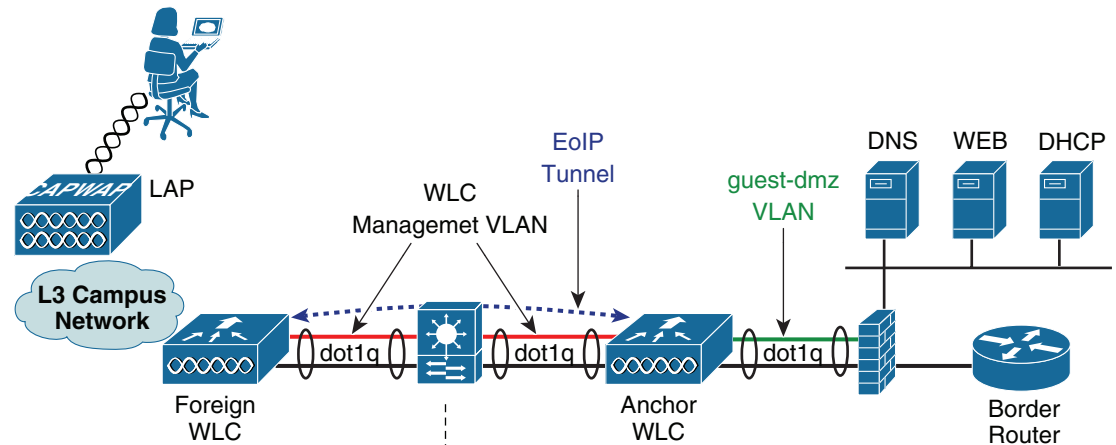 CAPWAP
LAP
L3 Campus
Network
WLC
Managemet VLAN
EoIP
Tunnel
guest-dmz
VLAN
DNS
WEB
DHCP
dot1q
dot1q
dot1q
Foreign
WLC
Anchor
WLC
Border
Router